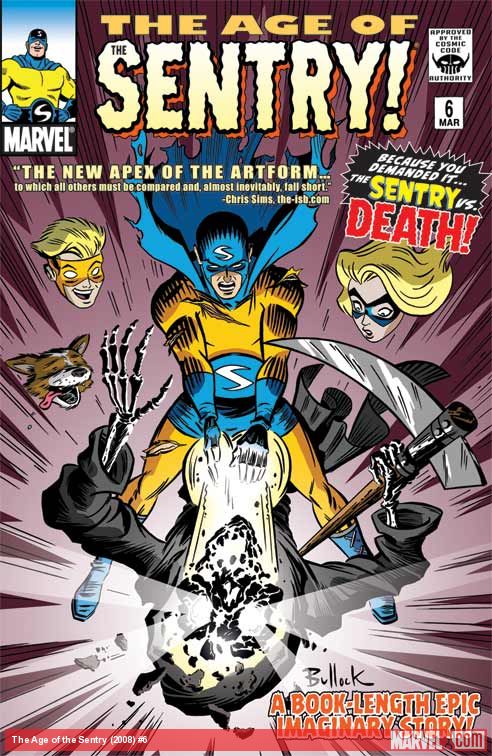 THE AGE OF
THE
SENTRY!
S
MARVEL
APPROVED
BY THE
COSMIC
CODE
AUTHORITY
6
MAR
"THE NEW APEX OF THE ARTFORM...
to which all others must be compared and, almost inevitably, fall short."
-Chris Sims, the-isb.com
BECAUSE YOU
DEMANDED IT...
THE SENTRY VS.
DEATH!
S
S
Bullock
A BOOK-LENGTH EPIC
IMAGINARY STORY!
The Age of the Sentry (2008) #6
MARVEL.COM